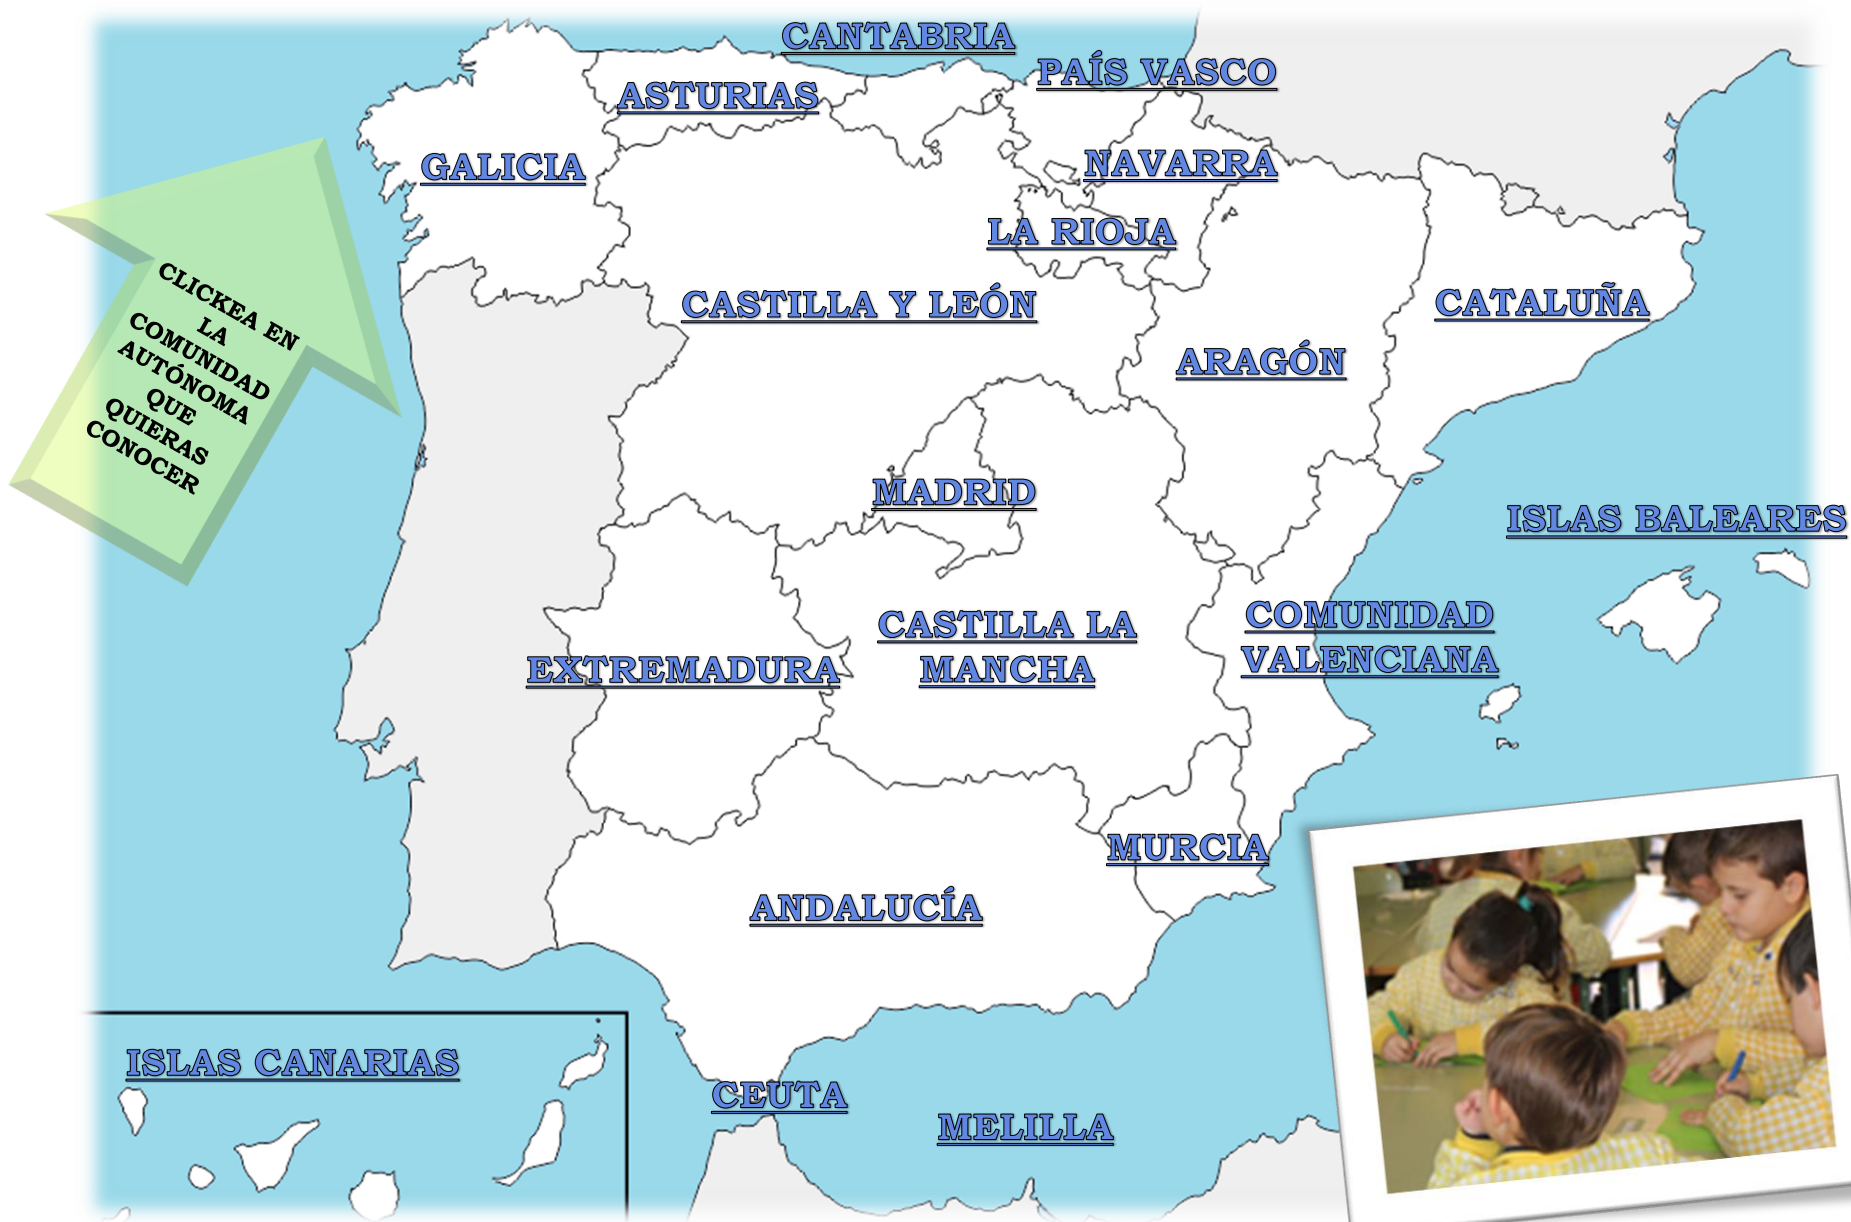 CANTABRIA
PAÍS VASCO
ASTURIAS
GALICIA
NAVARRA
LA RIOJA
CASTILLA Y LEÓN
CATALUÑA
ARAGÓN
CLICKEA EN
LA
COMUNIDAD
AUTÓNOMA
QUE
QUIERAS
CONOCER
MADRID
ISLAS BALEARES
CASTILLA LA
MANCHA
COMUNIDAD
VALENCIANA
EXTREMADURA
MURCIA
ANDALUCÍA
ISLAS CANARIAS
CEUTA
MELILLA